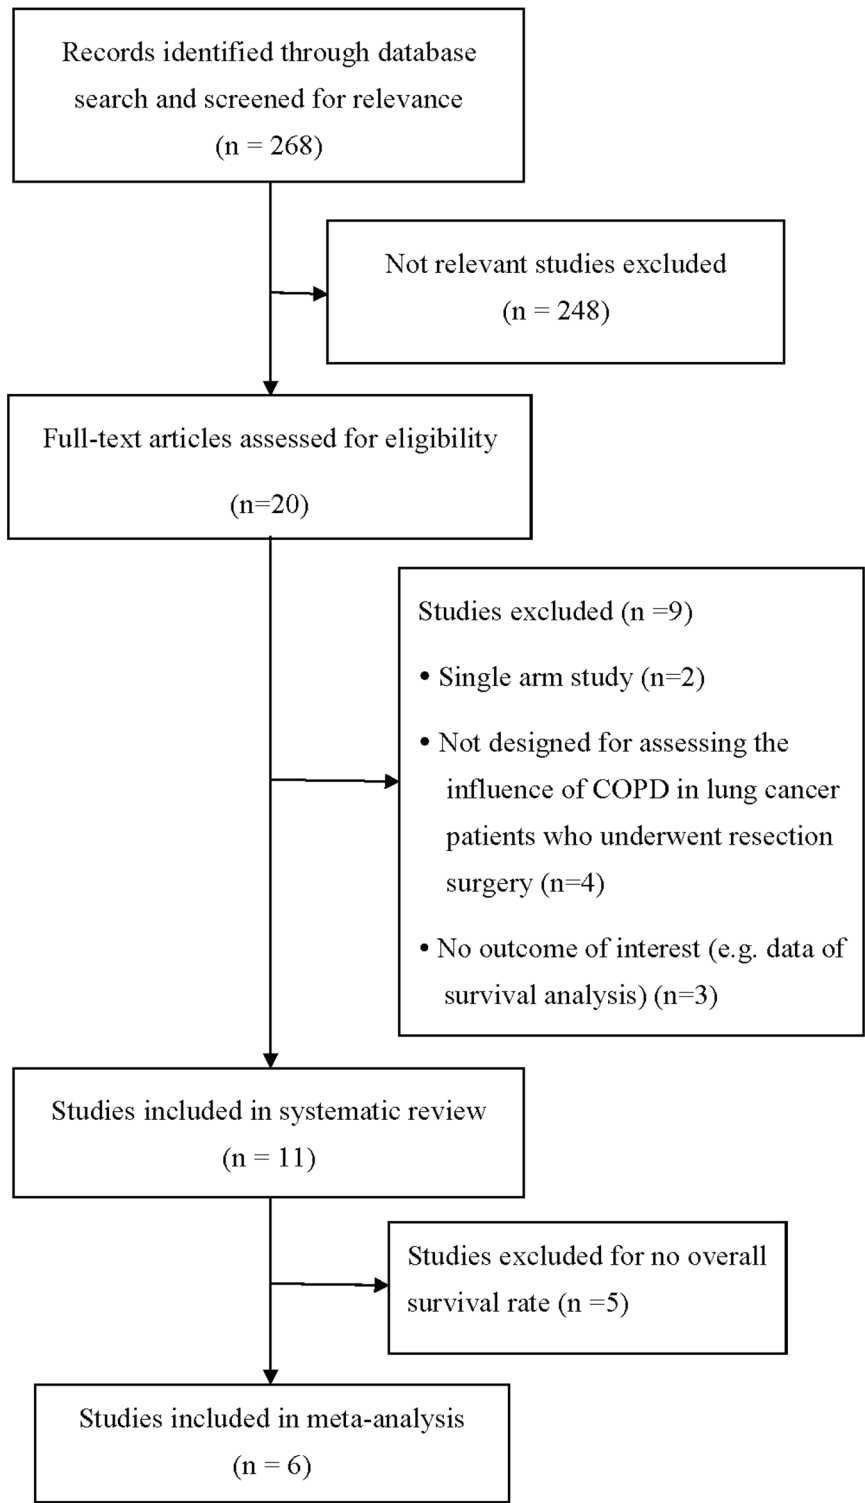 Records identified through database
search and screened for relevance
(n = 268)
Not relevant studies excluded
(n = 248)
Full-text articles assessed for eligibility
(n=20)
Studies excluded (n =9)
• Single arm study (n=2)
• Not designed for assessing the
influence of COPD in lung cancer
patients who underwent resection
surgery (n=4)
• No outcome of interest (e.g. data of
survival analysis) (n=3)
Studies included in systematic review
(n = 11)
Studies excluded for no overall
survival rate (n =5)
Studies included in meta-analysis
(n = 6)